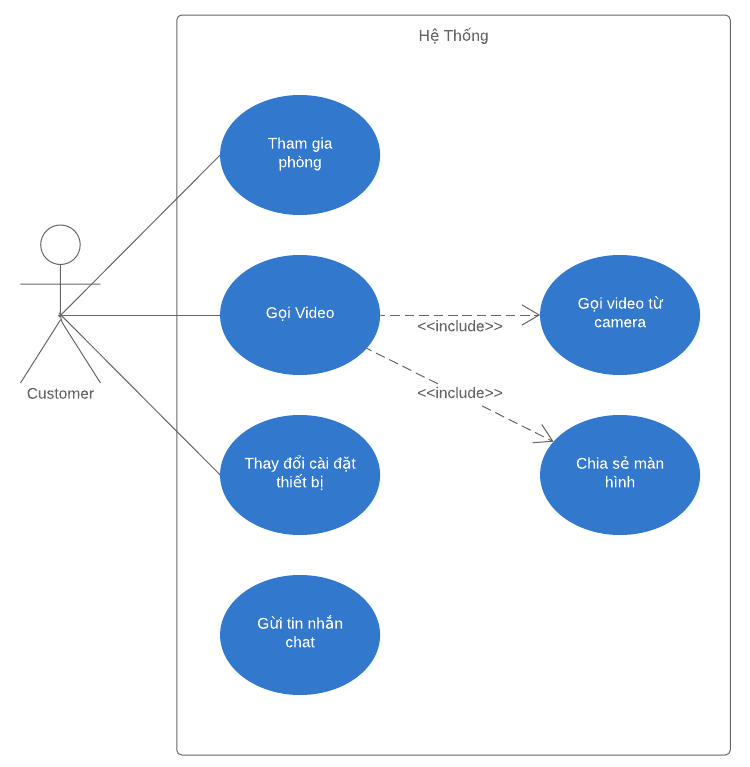 Hệ Thống
Tham gia
phòng
Gọi Video
<<include>>
Gọi video từ
camera
Customer
<<include>>
Thay đổi cài đặt
thiết bị
Chia sẻ màn
hình
Gửi tin nhắn
chat